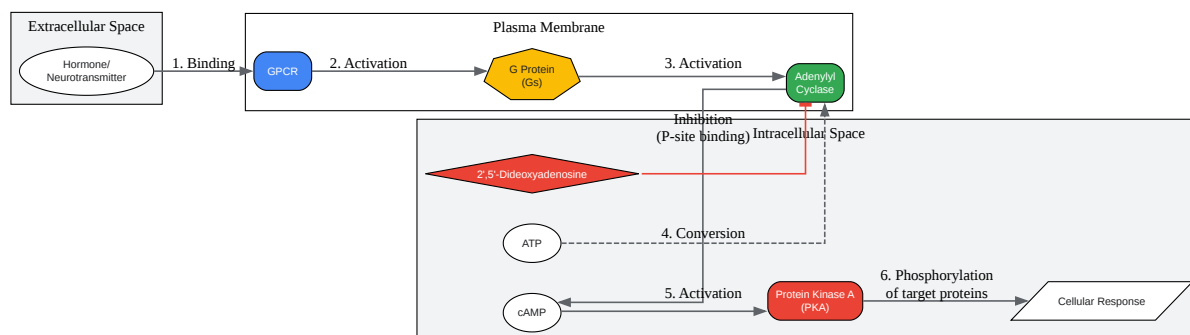 Extracellular Space
Plasma Membrane
Hormone/
Neurotransmitter
1. Binding
GPCR
2. Activation
G Protein
(Gs)
3. Activation
Adenylyl
Cyclase
Inhibition
(P-site binding)
Intracellular Space
2',5'-Dideoxyadenosine
ATP
4. Conversion
cAMP
5. Activation
Protein Kinase A
(PKA)
6. Phosphorylation
of target proteins
Cellular Response